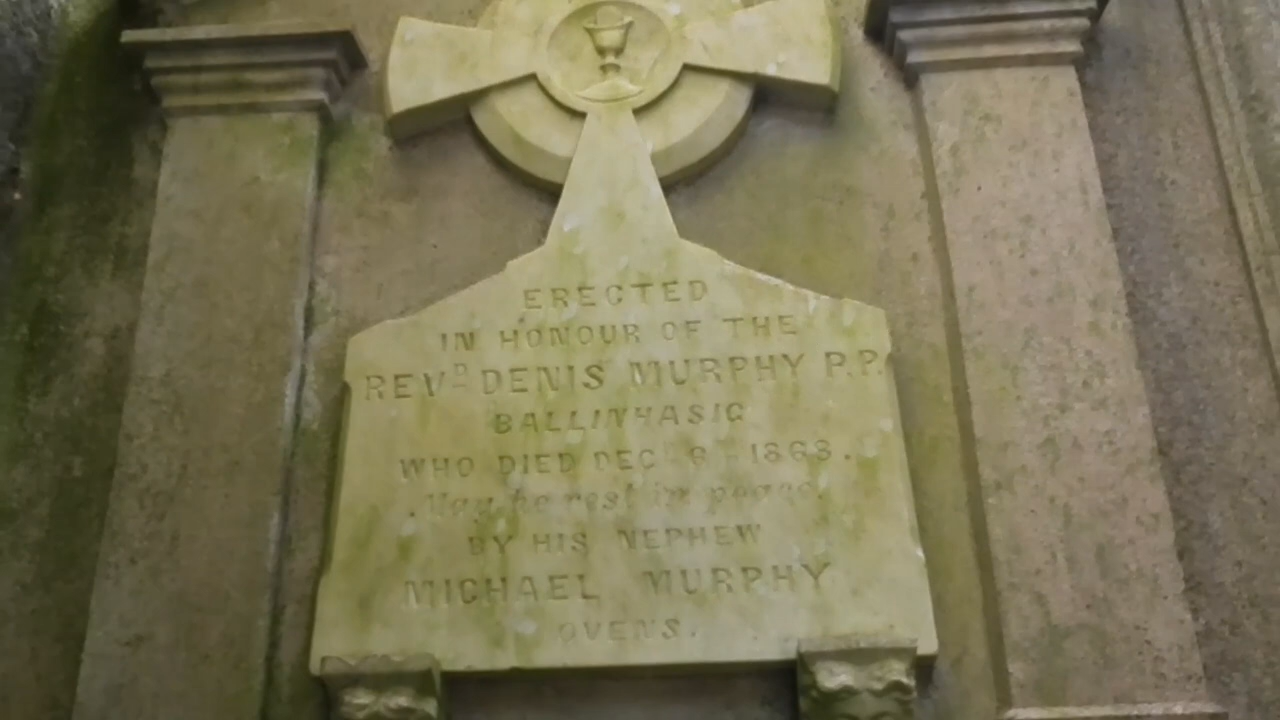 ERECTED
IN HONOUR OF THE
REVD DENIS MURPHY P.P.
BALLINHASIG
WHO DIED DEC 1868.
May he rest in peace.
BY HIS NEPHEW
MICHAEL MURPHY
OVENS.